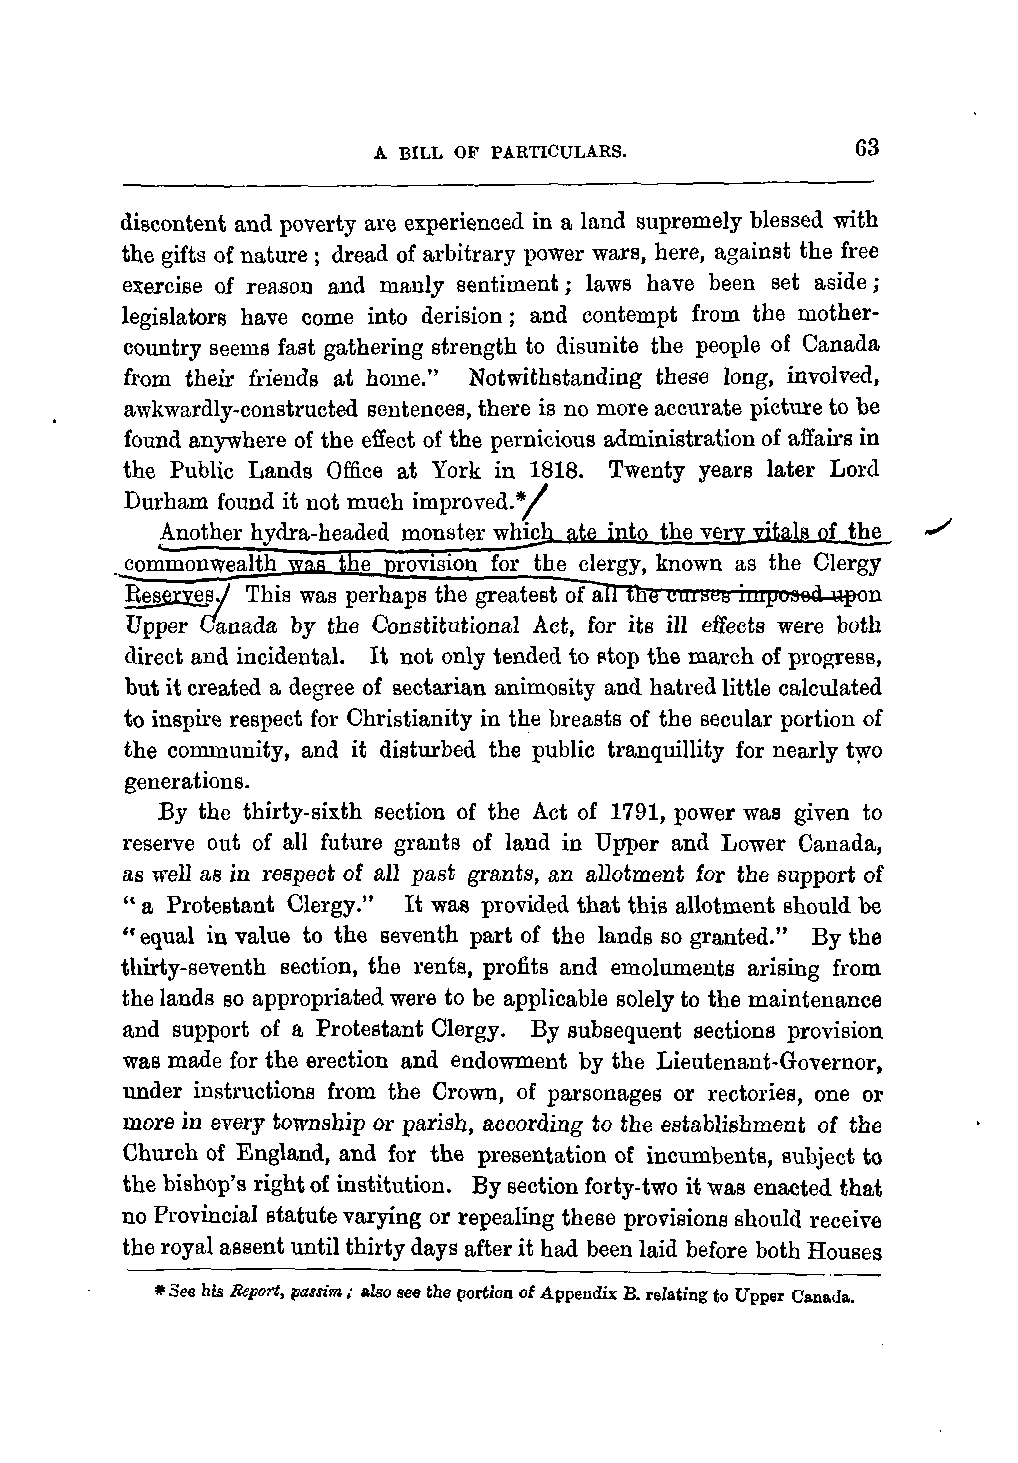 A BILL OF PARTICULARS. 63
discontent and poverty are experienced in a land supremely blessed with
the gifts of nature ; dread of arbitrary power wars, here, against the free
exercise of reason and manly sentiment ; laws have been set aside ;
legislators have come into derision ; and contempt from the mother-
country seems fast gathering strength to disunite the people of Canada
from their friends at home." Notwithstanding these long, involved,
awkwardly-constructed sentences, there is no more accurate picture to be
found anywhere of the effect of the pernicious administration of affairs in
the Public Lands Office at York in 1818. Twenty years later Lord
Durham found it not much improved.*
Another hydra-headed monster which ate into the very vitals of the
commonwealth was the provision for the clergy, known as the Clergy
Reserves. This was perhaps the greatest of all the curses imposed upon
Upper Canada by the Constitutional Act, for its ill effects were both
direct and incidental. It not only tended to stop the march of progress,
but it created a degree of sectarian animosity and hatred little calculated
to inspire respect for Christianity in the breasts of the secular portion of
the community, and it disturbed the public tranquillity for nearly two
generations.
By the thirty-sixth section of the Act of 1791, power was given to
reserve out of all future grants of land in Upper and Lower Canada,
as well as in respect of all past grants, an allotment for the support of
" a Protestant Clergy." It was provided that this allotment should be
" equal in value to the seventh part of the lands so granted." By the
thirty-seventh section, the rents, profits and emoluments arising from
the lands so appropriated were to be applicable solely to the maintenance
and support of a Protestant Clergy. By subsequent sections provision
was made for the erection and endowment by the Lieutenant-Governor,
under instructions from the Crown, of parsonages or rectories, one or
more in every township or parish, according to the establishment of the
Church of England, and for the presentation of incumbents, subject to
the bishop's right of institution. By section forty-two it was enacted that
no Provincial statute varying or repealing these provisions should receive
the royal assent until thirty days after it had been laid before both Houses
* See his Report, passim ; also see the portion of Appendix B. relating to Upper Canada.